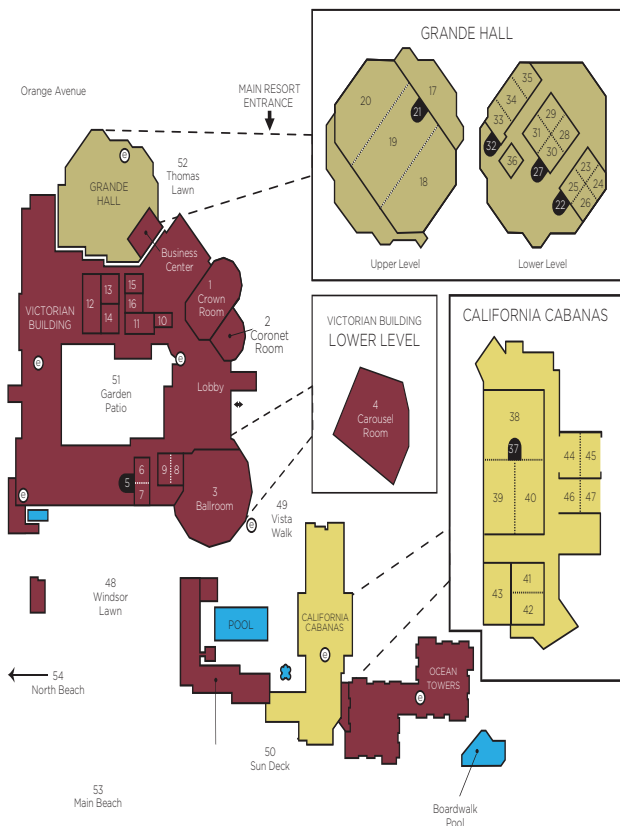 GRANDE HALL
Orange Avenue
MAIN RESORT
ENTRANCE
20
17
21
19
18
35
34
33
32
36
29
31
28
30
27
23
25
24
22
26
Upper Level
Lower Level
e
GRANDE
HALL
52
Thomas
Lawn
Business
Center
1
Crown
Room
2
Coronet
Room
VICTORIAN
BUILDING
12
13
14
15
16
11
10
e
e
51
Garden
Patio
Lobby
VICTORIAN BUILDING
LOWER LEVEL
4
Carousel
Room
CALIFORNIA CABANAS
38
37
39
40
44
45
46
47
43
41
42
5
6
7
9
8
3
Ballroom
e
e
49
Vista
Walk
48
Windsor
Lawn
POOL
CALIFORNIA
CABANAS
e
54
North Beach
OCEAN
TOWERS
e
50
Sun Deck
53
Main Beach
Boardwalk
Pool